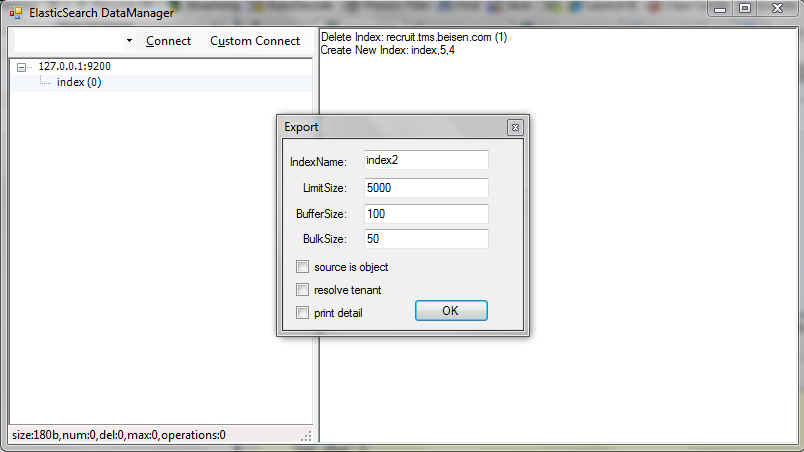 ElasticSearch DataManager
Connect Custom Connect
127.0.0.1:9200
index (0)
size:180b,num:0,del:0,max:0,operations:0
Delete Index: recruit.tms.beisen.com (1)
Create New Index: index,5,4
Export
IndexName: index2
LimitSize: 5000
BufferSize: 100
BulkSize: 50
source is object
resolve tenant
print detail
OK